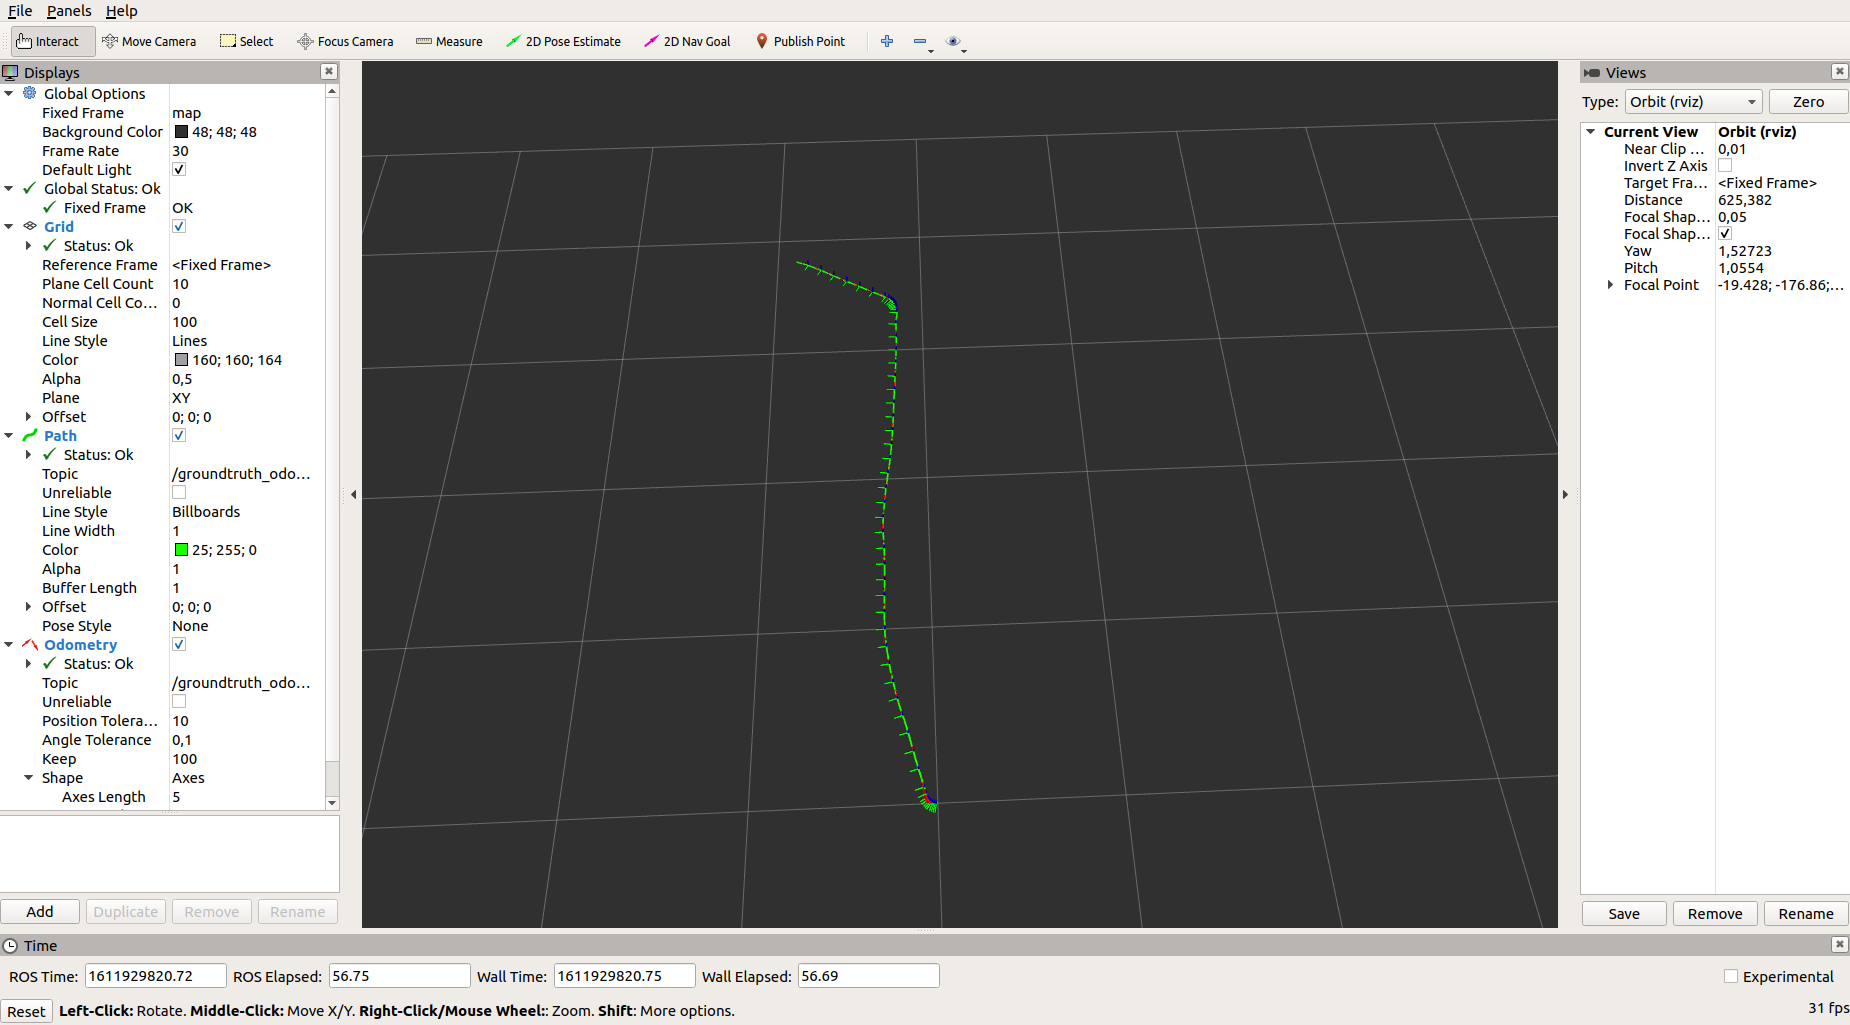 File Panels Help
Interact Move Camera Select Focus Camera Measure 2D Pose Estimate 2D Nav Goal Publish Point
Displays
Global Options
Fixed Frame map
Background Color 48; 48; 48
Frame Rate 30
Default Light
Global Status: Ok
Fixed Frame OK
Grid
Status: Ok
Reference Frame <Fixed Frame>
Plane Cell Count 10
Normal Cell Co... 0
Cell Size 100
Line Style Lines
Color 160; 160; 164
Alpha 0,5
Plane XY
Offset 0; 0; 0
Path
Status: Ok
Topic /groundtruth_odo...
Unreliable
Line Style Billboards
Line Width 1
Color 25; 255; 0
Alpha 1
Buffer Length 1
Offset 0; 0; 0
Pose Style None
Odometry
Status: Ok
Topic /groundtruth_odo...
Unreliable
Position Tolera... 10
Angle Tolerance 0,1
Keep 100
Shape Axes
Axes Length 5
Add Duplicate Remove Rename
Views
Type: Orbit (rviz) Zero
Current View Orbit (rviz)
Near Clip ... 0,01
Invert Z Axis
Target Fra... <Fixed Frame>
Distance 625,382
Focal Shap... 0,05
Focal Shap...
Yaw 1,52723
Pitch 1,0554
Focal Point -19.428; -176.86;...
Save Remove Rename
Time
ROS Time: 1611929820.72 ROS Elapsed: 56.75 Wall Time: 1611929820.75 Wall Elapsed: 56.69 Experimental
Reset Left-Click: Rotate. Middle-Click: Move X/Y. Right-Click/Mouse Wheel:: Zoom. Shift: More options. 31 fps